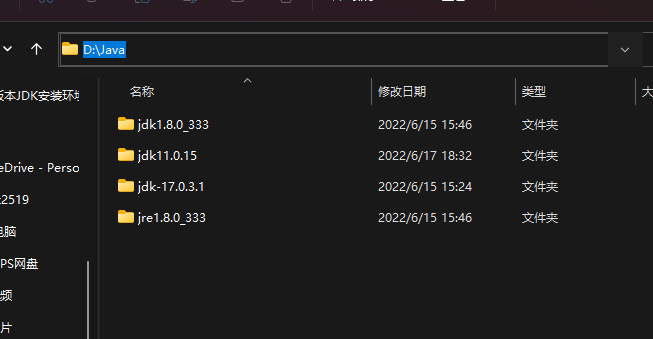 D:\Java
名称 修改日期 类型 大
版本JDK安装环境
jdk1.8.0_333 2022/6/15 15:46 文件夹
jdk11.0.15 2022/6/17 18:32 文件夹
eDrive - Perso
jdk-17.0.3.1 2022/6/15 15:24 文件夹
2519
jre1.8.0_333 2022/6/15 15:46 文件夹
电脑
PS网盘
频
片